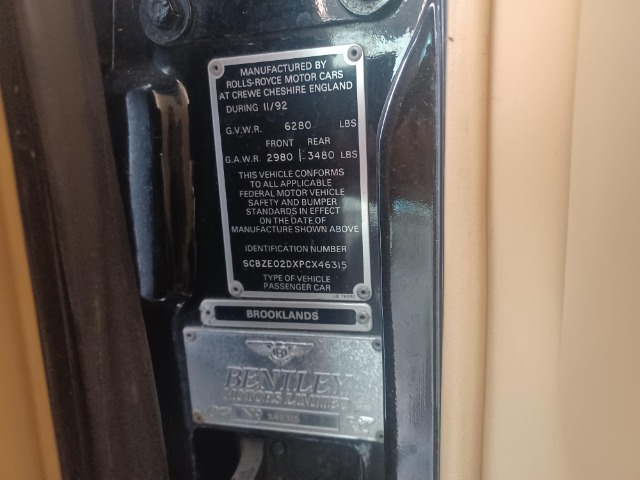 MANUFACTURED BY
ROLLS-ROYCE MOTOR CARS
AT CREWE CHESHIRE ENGLAND
DURING 11/92
G.V.W.R. 6280 LBS
FRONT REAR
G.A.W.R. 2980 3480 LBS
THIS VEHICLE CONFORMS
TO ALL APPLICABLE
FEDERAL MOTOR VEHICLE
SAFETY AND BUMPER
STANDARDS IN EFFECT
ON THE DATE OF
MANUFACTURE SHOWN ABOVE
IDENTIFICATION NUMBER
SCBZE02DXPCX46315
TYPE OF VEHICLE
PASSENGER CAR
BROOKLANDS
B
BENTLEY
MOTORS LIMITED